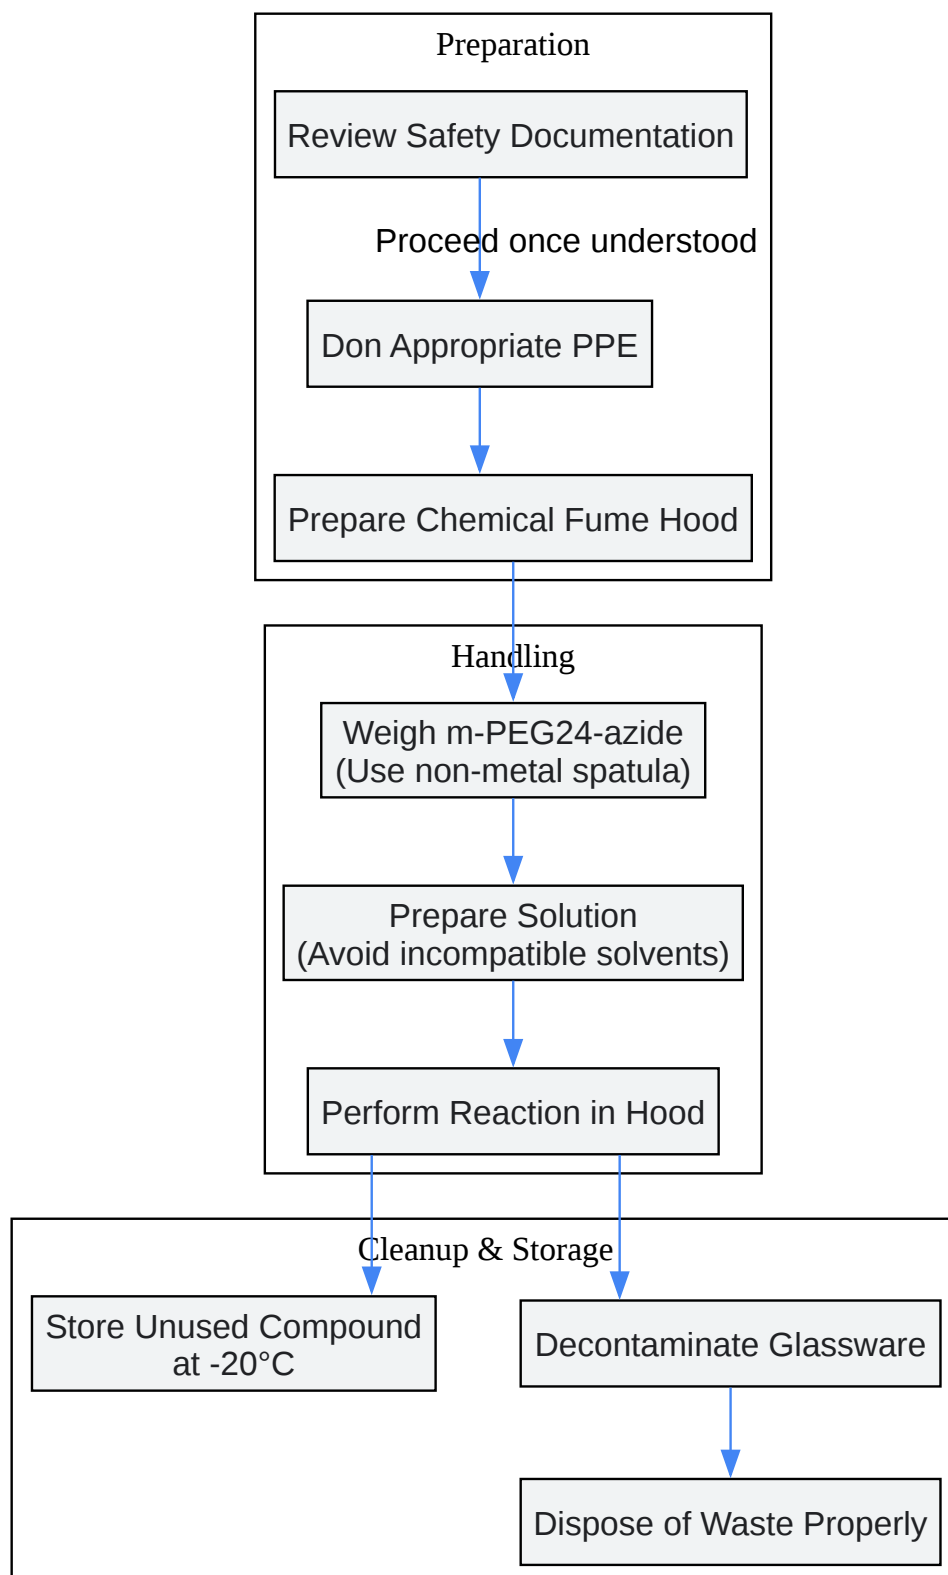 Preparation
Review Safety Documentation
Proceed once understood
Don Appropriate PPE
Prepare Chemical Fume Hood
Handling
Weigh m-PEG24-azide
(Use non-metal spatula)
Prepare Solution
(Avoid incompatible solvents)
Perform Reaction in Hood
Cleanup & Storage
Store Unused Compound
at -20°C
Decontaminate Glassware
Dispose of Waste Properly